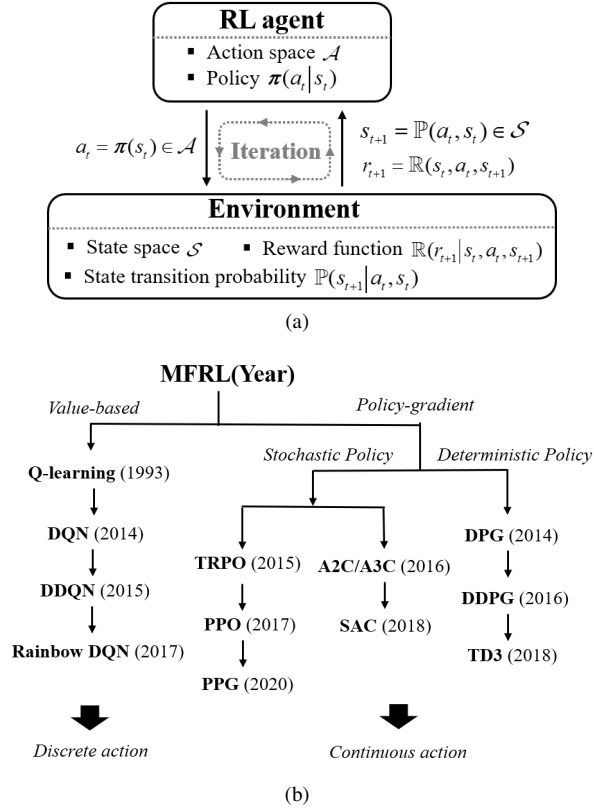 RL agent
▪ Action space 𝒜
▪ Policy π(a_t|s_t)
a_t = π(s_t) ∈ 𝒜
Iteration
s_{t+1} = ℙ(a_t, s_t) ∈ 𝒮
r_{t+1} = ℝ(s_t, a_t, s_{t+1})
Environment
▪ State space 𝒮 ▪ Reward function ℝ(r_{t+1}|s_t, a_t, s_{t+1})
▪ State transition probability ℙ(s_{t+1}|a_t, s_t)
(a)
MFRL(Year)
Value-based Policy-gradient
Stochastic Policy Deterministic Policy
Q-learning (1993)
DQN (2014) DPG (2014)
TRPO (2015) A2C/A3C (2016)
DDQN (2015) DDPG (2016)
PPO (2017) SAC (2018)
Rainbow DQN (2017) TD3 (2018)
PPG (2020)
Discrete action Continuous action
(b)